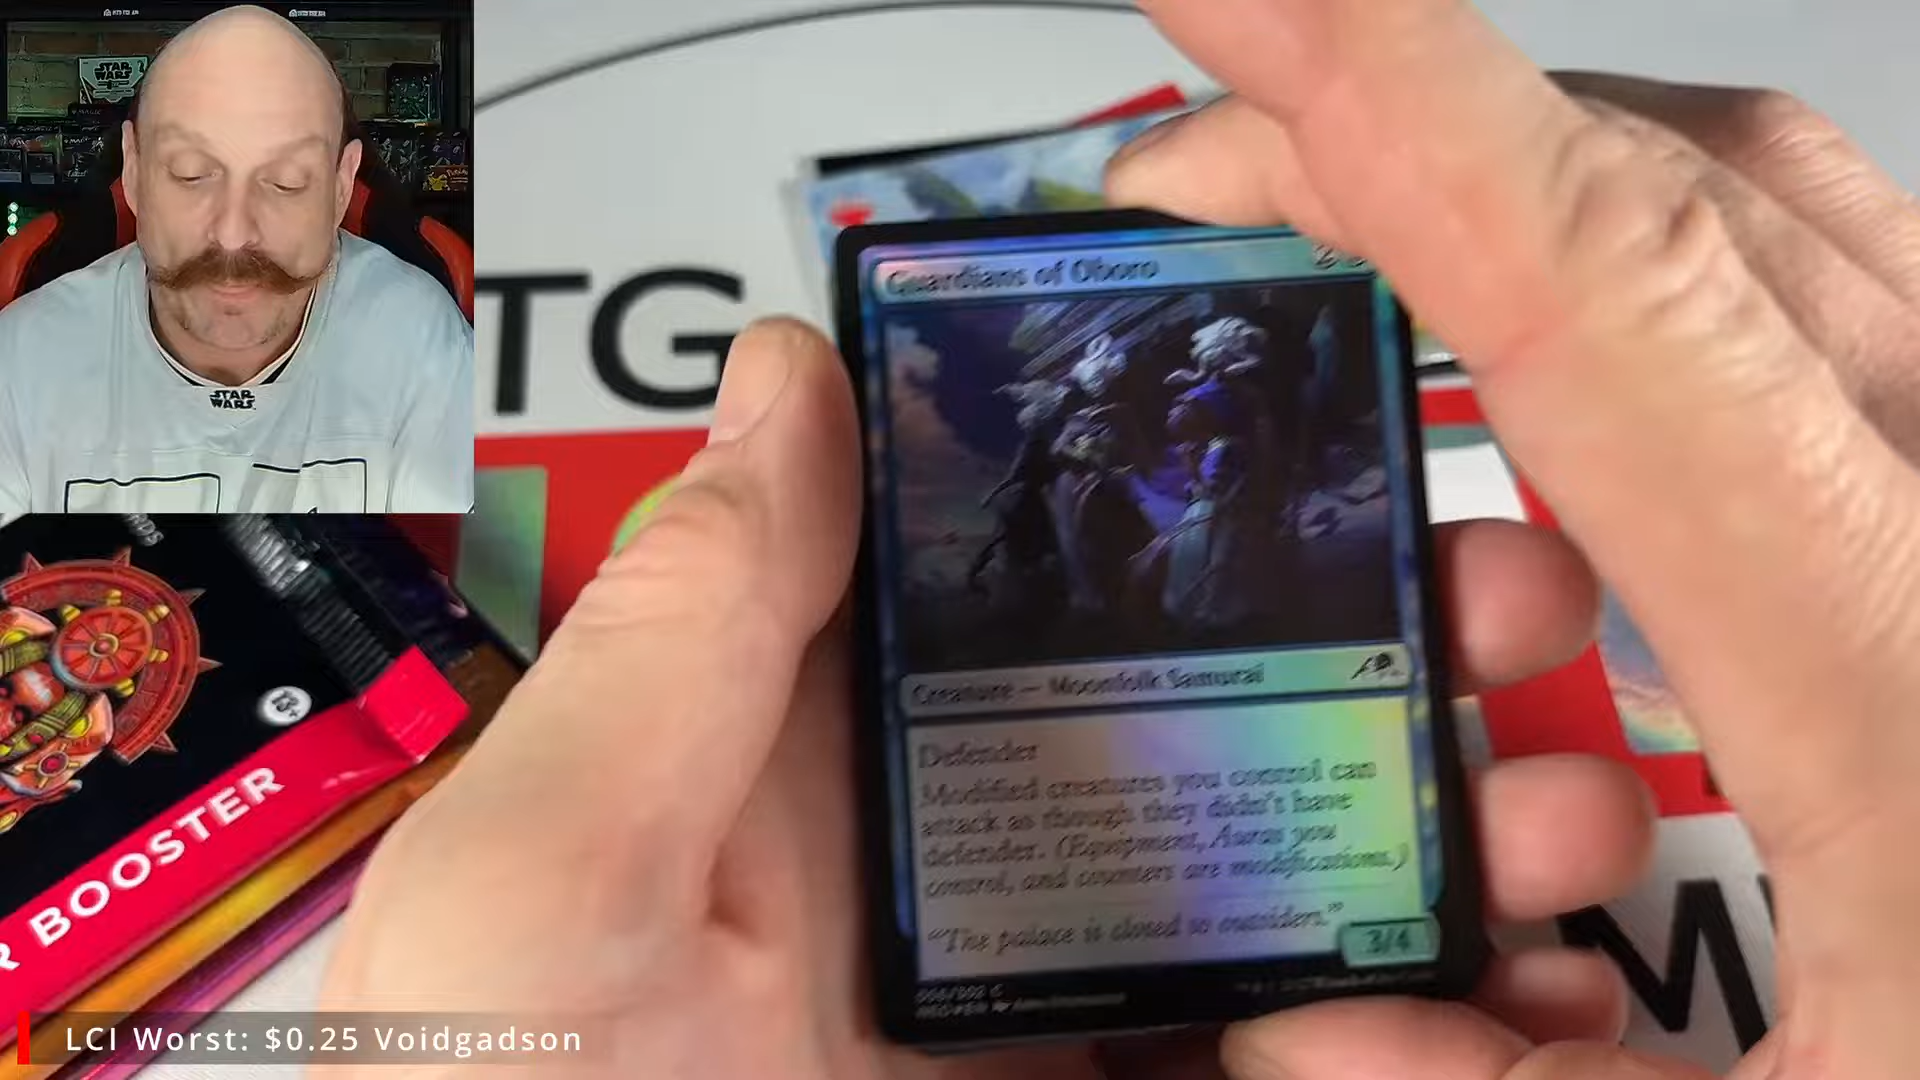 STAR
WARS
STAR
WARS
TG
Guardians of Oboro
Creature — Moonfolk Samurai
Defender
Modified creatures you control can
attack as though they didn't have
defender. (Equipment, Auras you
control, and counters are modifications.)
"The palace is closed to outsiders."
3/4
13+
R BOOSTER
M
LCI Worst: $0.25 Voidgadson